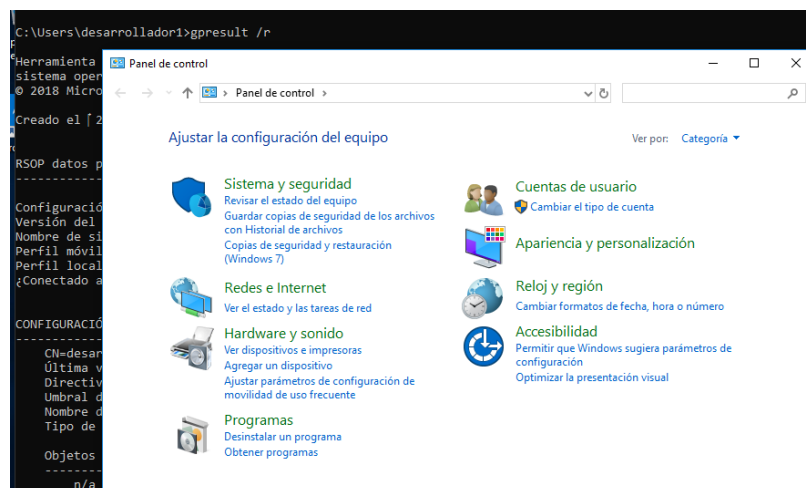 C:\Users\desarrollador1>gpresult /r
Herramienta
sistema oper
© 2018 Micro
Creado el
RSOP datos p
------------
Configuració
Versión del
Nombre de si
Perfil móvil
Perfil local
¿Conectado a
CONFIGURACIÓ
------------
CN=desar
Última v
Directiv
Umbral d
Nombre d
Tipo de
Objetos
--------
n/a
Panel de control
Panel de control
Ajustar la configuración del equipo
Ver por: Categoría
Sistema y seguridad
Revisar el estado del equipo
Guardar copias de seguridad de los archivos
con Historial de archivos
Copias de seguridad y restauración
(Windows 7)
Redes e Internet
Ver el estado y las tareas de red
Hardware y sonido
Ver dispositivos e impresoras
Agregar un dispositivo
Ajustar parámetros de configuración de
movilidad de uso frecuente
Programas
Desinstalar un programa
Obtener programas
Cuentas de usuario
Cambiar el tipo de cuenta
Apariencia y personalización
Reloj y región
Cambiar formatos de fecha, hora o número
Accesibilidad
Permitir que Windows sugiera parámetros de
configuración
Optimizar la presentación visual